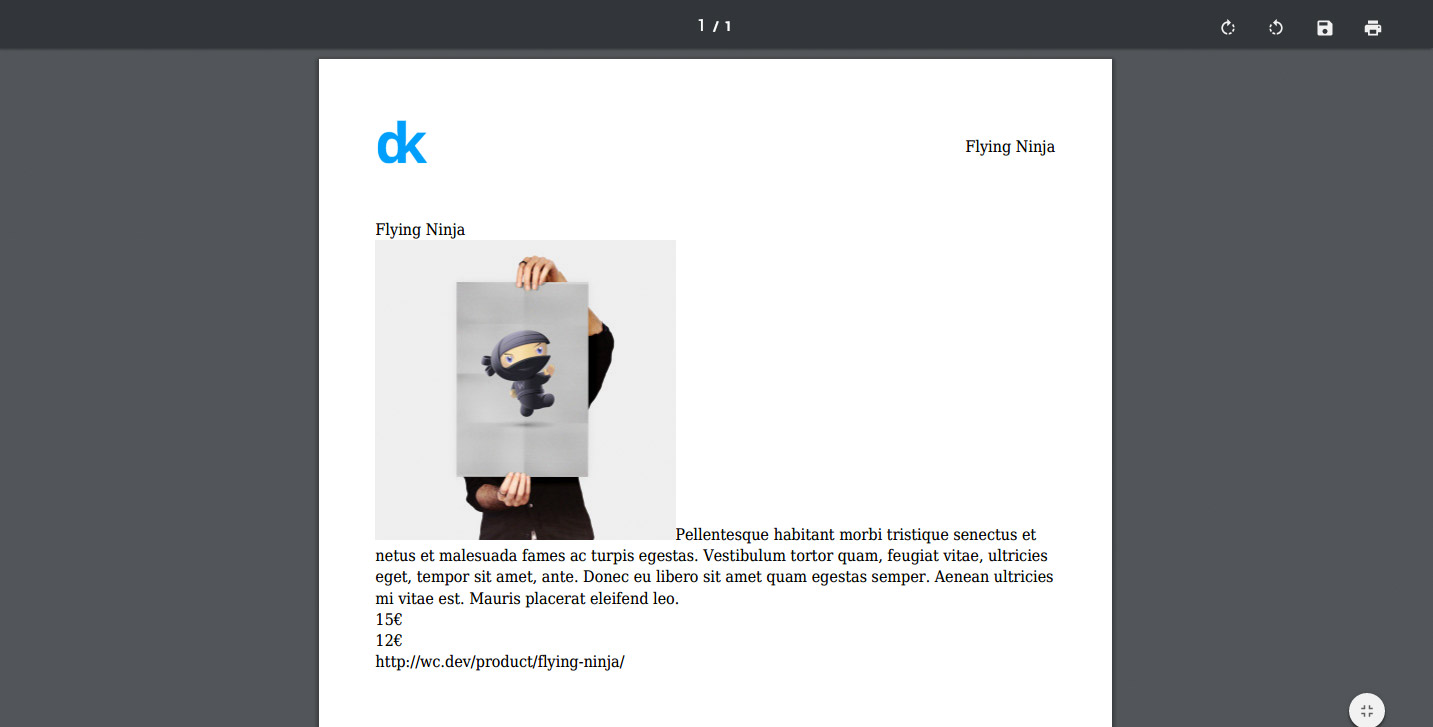 1 / 1
dk
Flying Ninja
Flying Ninja
Pellentesque habitant morbi tristique senectus et
netus et malesuada fames ac turpis egestas. Vestibulum tortor quam, feugiat vitae, ultricies
eget, tempor sit amet, ante. Donec eu libero sit amet quam egestas semper. Aenean ultricies
mi vitae est. Mauris placerat eleifend leo.
15€
12€
http://wc.dev/product/flying-ninja/